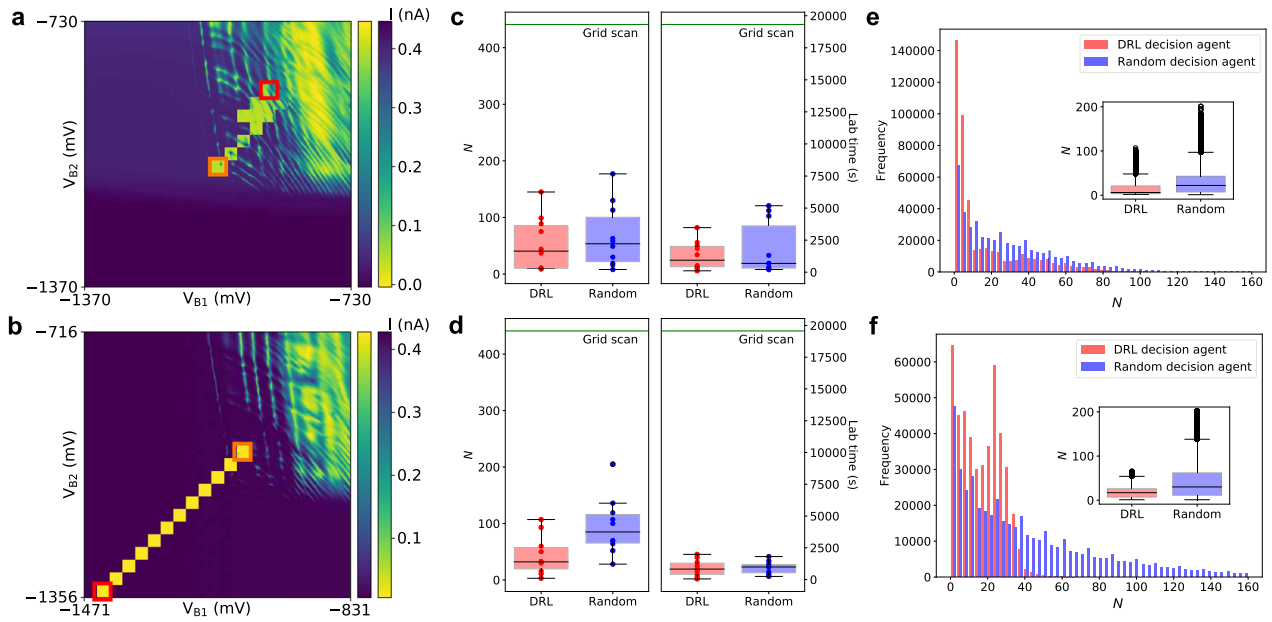 a
−730
V_B2 (mV)
−1370
−1370
V_B1 (mV)
−730
I (nA)
0.4
0.3
0.2
0.1
0.0
b
−716
V_B2 (mV)
−1356
−1471
V_B1 (mV)
−831
I (nA)
0.4
0.3
0.2
0.1
c
N
400
300
200
100
0
Grid scan
DRL
Random
Grid scan
DRL
Random
20000
17500
15000
12500
10000
7500
5000
2500
0
Lab time (s)
d
N
400
300
200
100
0
Grid scan
DRL
Random
Grid scan
DRL
Random
20000
17500
15000
12500
10000
7500
5000
2500
0
Lab time (s)
e
Frequency
140000
120000
100000
80000
60000
40000
20000
0
DRL decision agent
Random decision agent
N
200
100
0
DRL
Random
0 20 40 60 80 100 120 140 160
N
f
Frequency
60000
50000
40000
30000
20000
10000
0
DRL decision agent
Random decision agent
N
200
100
0
DRL
Random
0 20 40 60 80 100 120 140 160
N